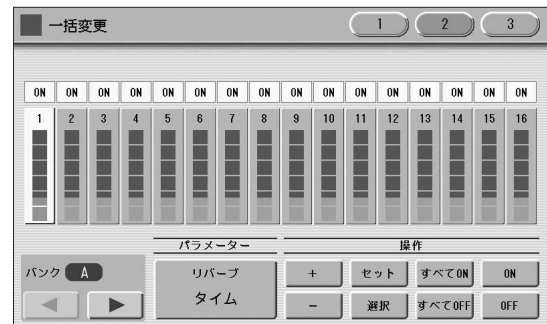 一括変更 1 2 3
ON ON ON ON ON ON ON ON ON ON ON ON ON ON ON ON
1 2 3 4 5 6 7 8 9 10 11 12 13 14 15 16
パラメーター 操作
バンク A リバーブ + セット すべてON ON
タイム − 選択 すべてOFF OFF